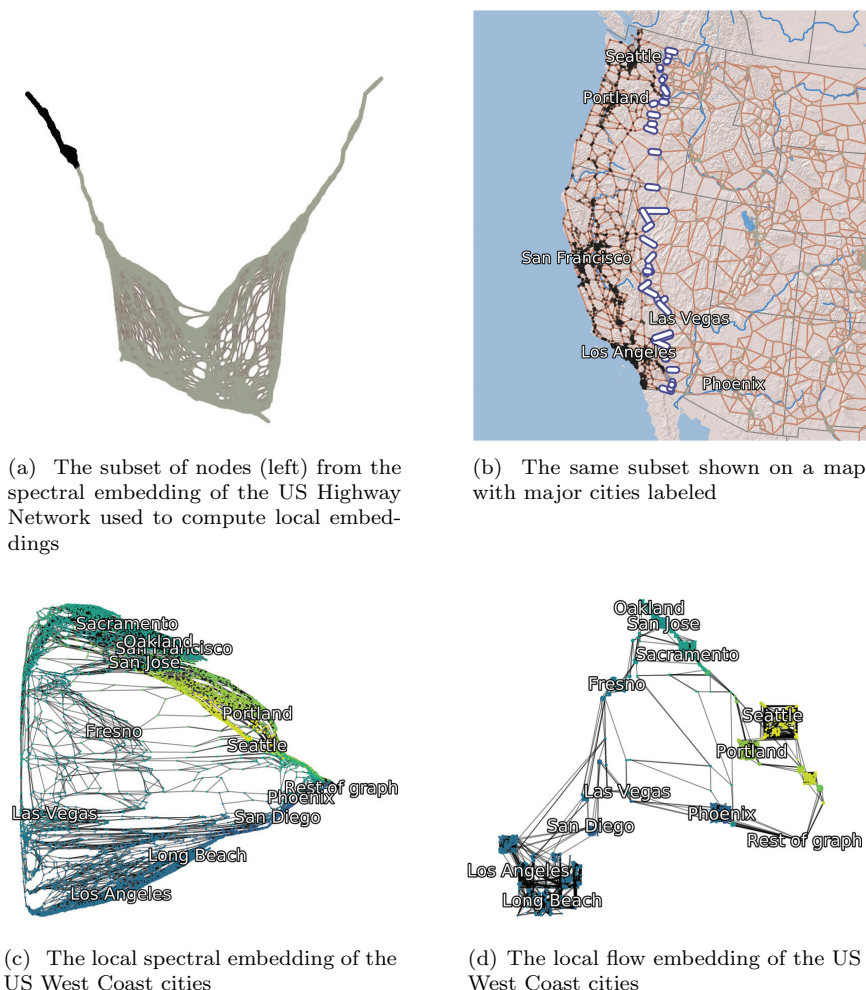 Seattle
Portland
San Francisco
Las Vegas
Los Angeles
Phoenix
(a) The subset of nodes (left) from the
spectral embedding of the US Highway
Network used to compute local embed-
dings
(b) The same subset shown on a map
with major cities labeled
Sacramento
Oakland
San Francisco
San Jose
Portland
Fresno
Seattle
Rest of graph
Phoenix
Las Vegas
San Diego
Long Beach
Los Angeles
Oakland
San Jose
Sacramento
Fresno
Seattle
Portland
Las Vegas
Phoenix
San Diego
Rest of graph
Los Angeles
Long Beach
(c) The local spectral embedding of the
US West Coast cities
(d) The local flow embedding of the US
West Coast cities